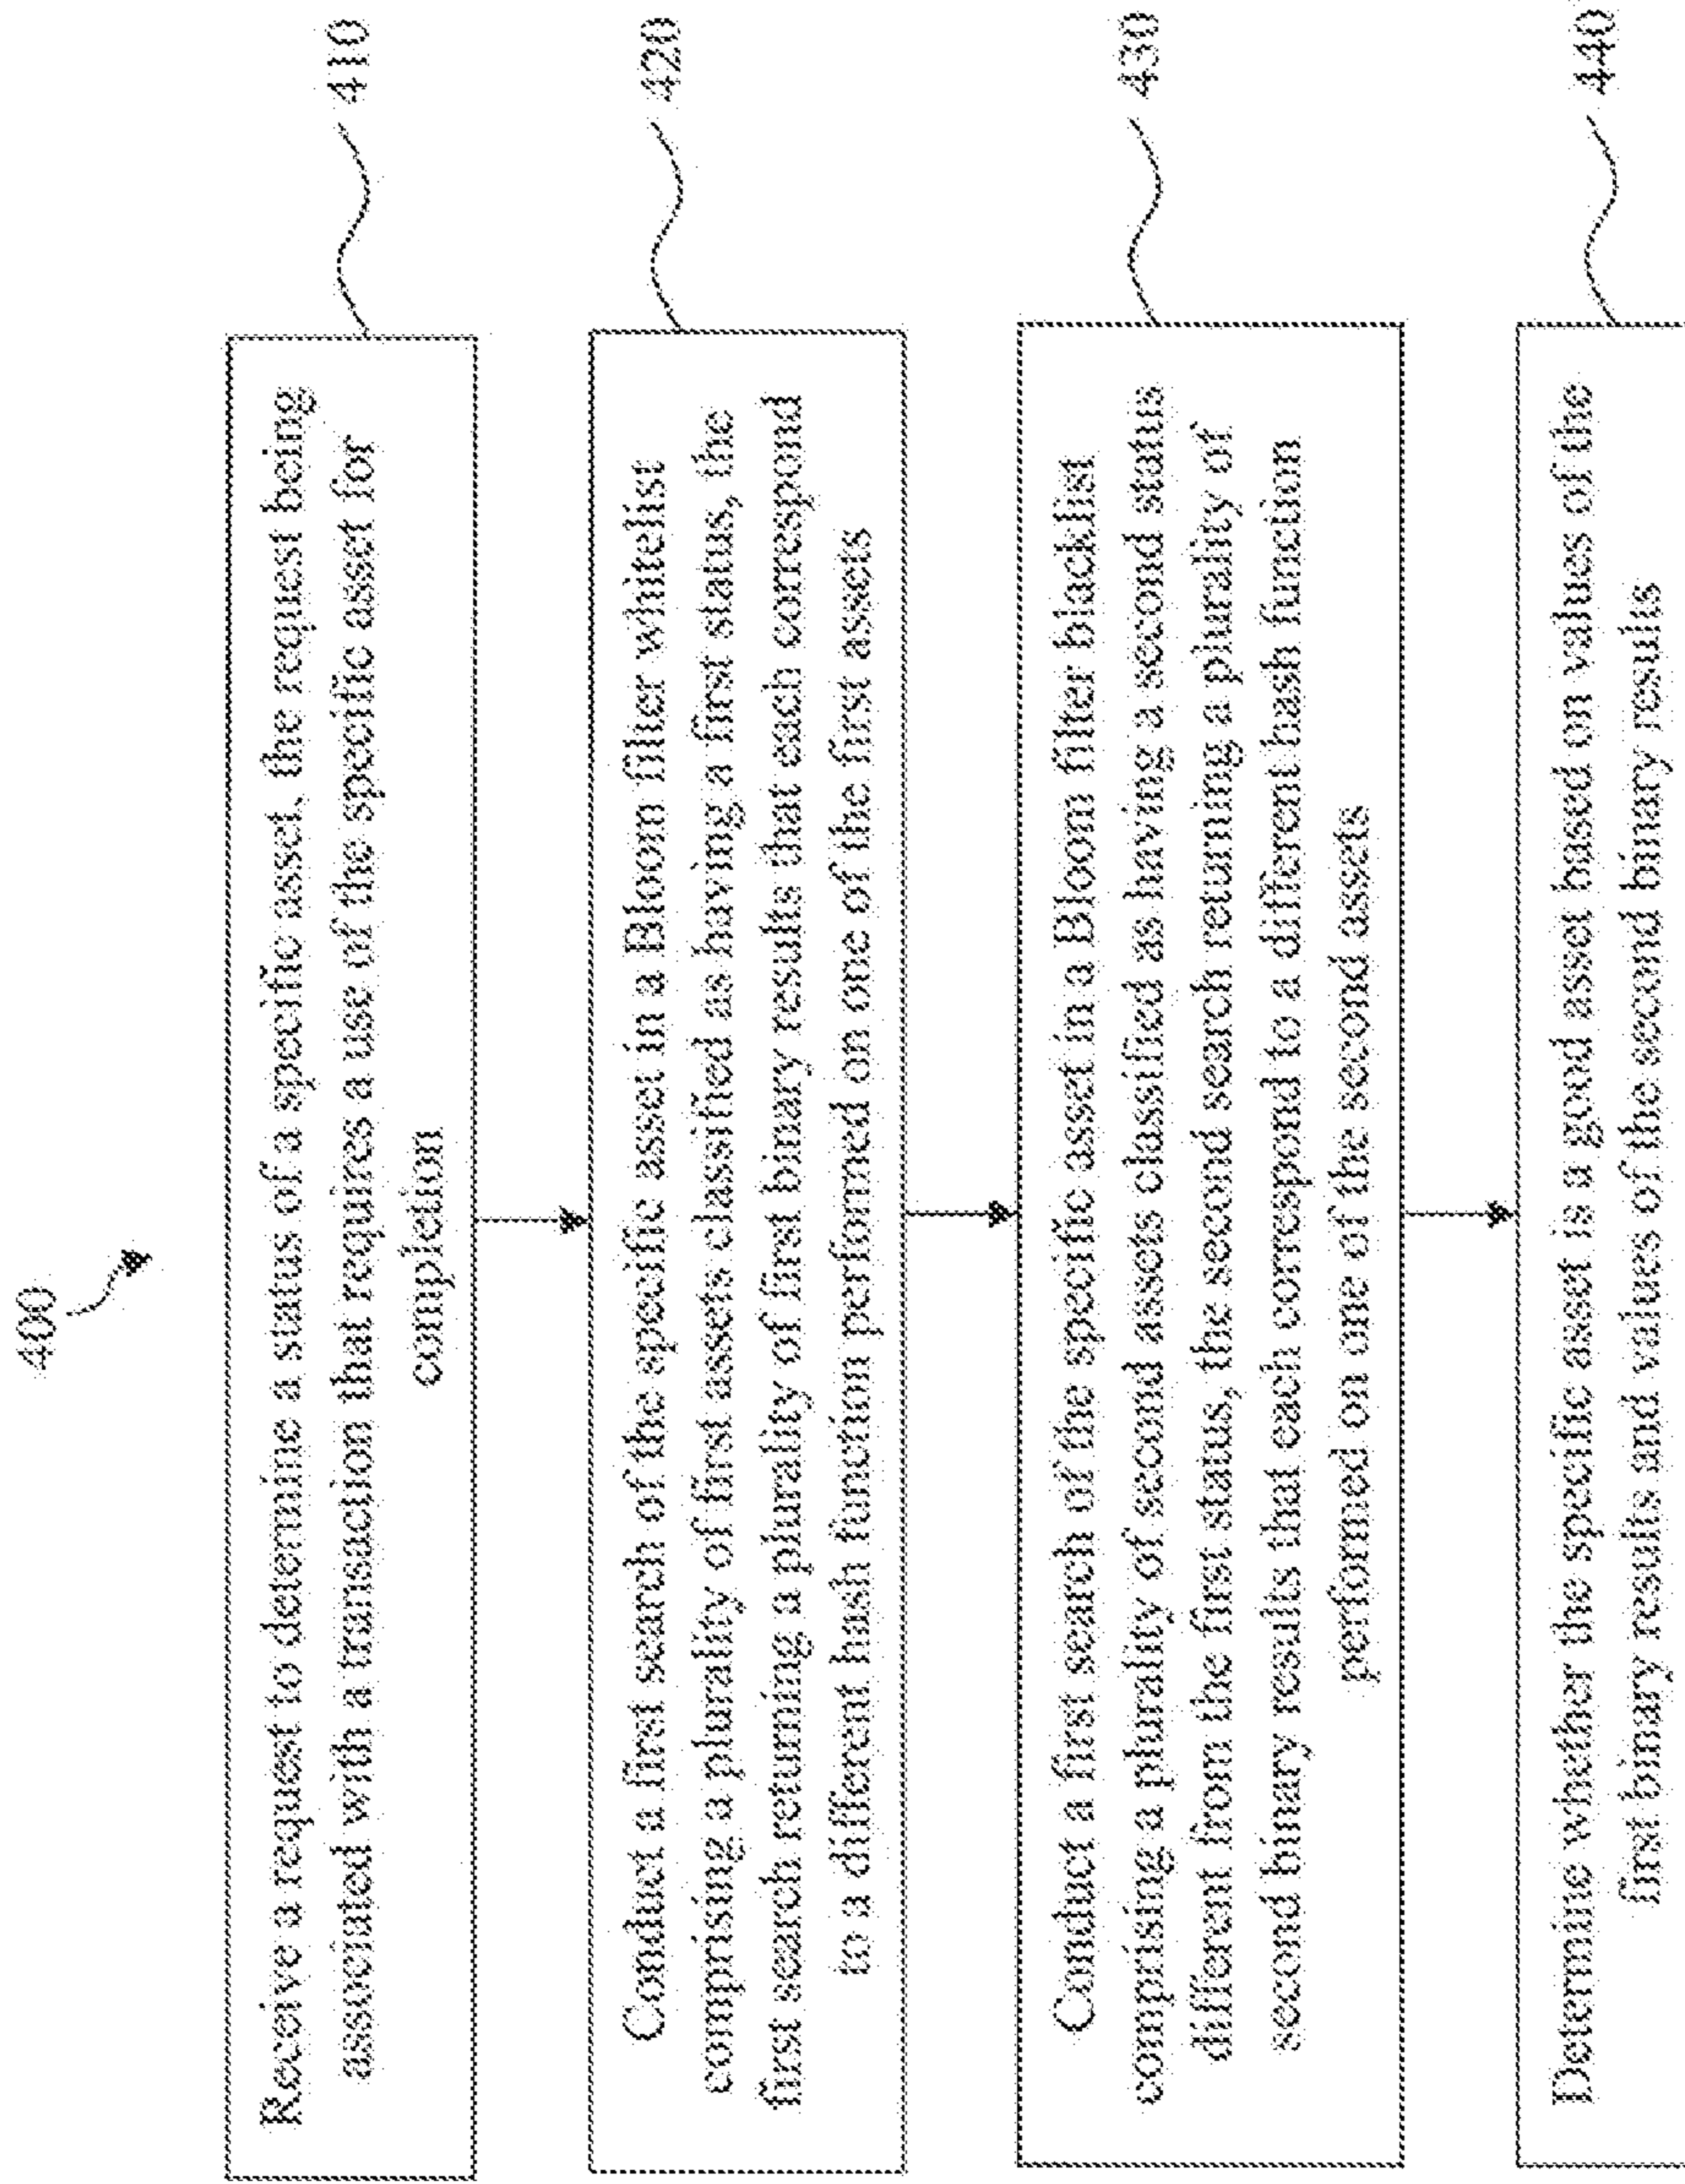 400
Receive a request to determine a status of a specific asset, the request being
associated with a transaction that requires a use of the specific asset for
completion
410
Conduct a first search of the specific asset in a Bloom filter whitelist
comprising a plurality of first assets classified as having a first status, the
first search returning a plurality of first binary results that each correspond
to a different hash function performed on one of the first assets
420
Conduct a first search of the specific asset in a Bloom filter blacklist
comprising a plurality of second assets classified as having a second status
different from the first status, the second search returning a plurality of
second binary results that each correspond to a different hash function
performed on one of the second assets
430
Determine whether the specific asset is a good asset based on values of the
first binary results and values of the second binary results
440